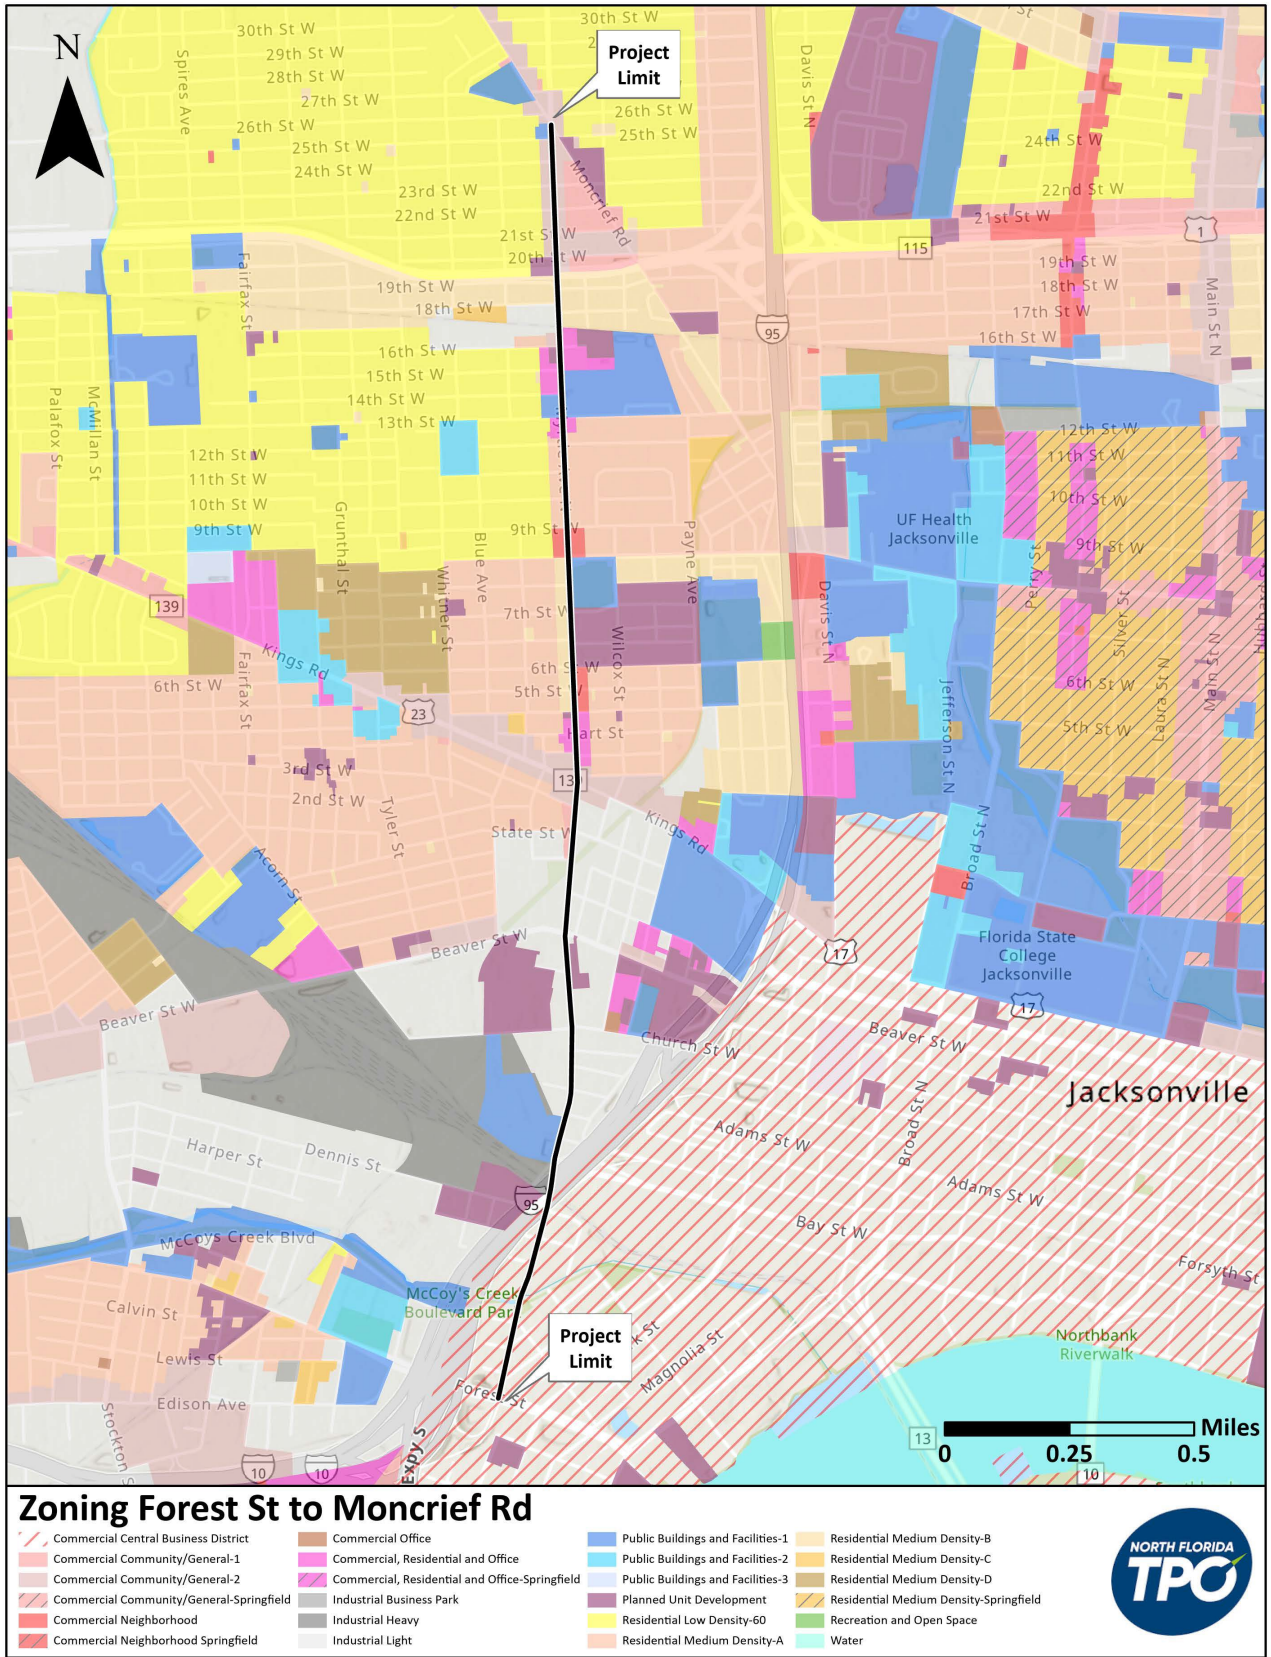 30th St W
30th St W
29th St W
28th St W
27th St W
26th St W
25th St W
24th St W
23rd St W
22nd St W
21st St W
20th St W
19th St W
18th St W
16th St W
15th St W
14th St W
13th St W
12th St W
11th St W
10th St W
9th St W
N
Spires Ave
Project
Limit
26th St W
25th St W
Moncrief Rd
Davis St N
24th St W
22nd St W
21st St W
115
1
19th St W
18th St W
17th St W
16th St W
Main St N
95
Fairfax St
Palafox St
McMillan St
12th St W
11th St W
10th St W
9th St W
UF Health
Jacksonville
Perry St
Silver St
Laura St N
Main St N
6th St W
5th St W
Grunthal St
Blue Ave
Whitner St
9th St W
7th St W
6th St W
5th St W
Hart St
Wilcox St
Payne Ave
Davis St N
Jefferson St N
139
Kings Rd
23
6th St W
Fairfax St
3rd St W
2nd St W
Tyler St
State St W
Kings Rd
Acorn St
Beaver St W
Broad St N
17
Florida State
College
Jacksonville
17
Beaver St W
Church St W
Beaver St W
Jacksonville
Broad St N
Adams St W
Adams St W
Harper St
Dennis St
95
Bay St W
Forsyth St
McCoys Creek Blvd
McCoy's Creek
Calvin St
Lewis St
Edison Ave
Stockton S
Project
Limit
Magnolia St
Forest St
Expy S
10
10
Northbank
Riverwalk
13
10
Miles
0
0.25
0.5
Zoning Forest St to Moncrief Rd
Commercial Central Business District
Commercial Community/General-1
Commercial Community/General-2
Commercial Community/General-Springfield
Commercial Neighborhood
Commercial Neighborhood Springfield
Commercial Office
Commercial, Residential and Office
Commercial, Residential and Office-Springfield
Industrial Business Park
Industrial Heavy
Industrial Light
Public Buildings and Facilities-1
Public Buildings and Facilities-2
Public Buildings and Facilities-3
Planned Unit Development
Residential Low Density-60
Residential Medium Density-A
Residential Medium Density-B
Residential Medium Density-C
Residential Medium Density-D
Residential Medium Density-Springfield
Recreation and Open Space
Water
NORTH FLORIDA
TPO